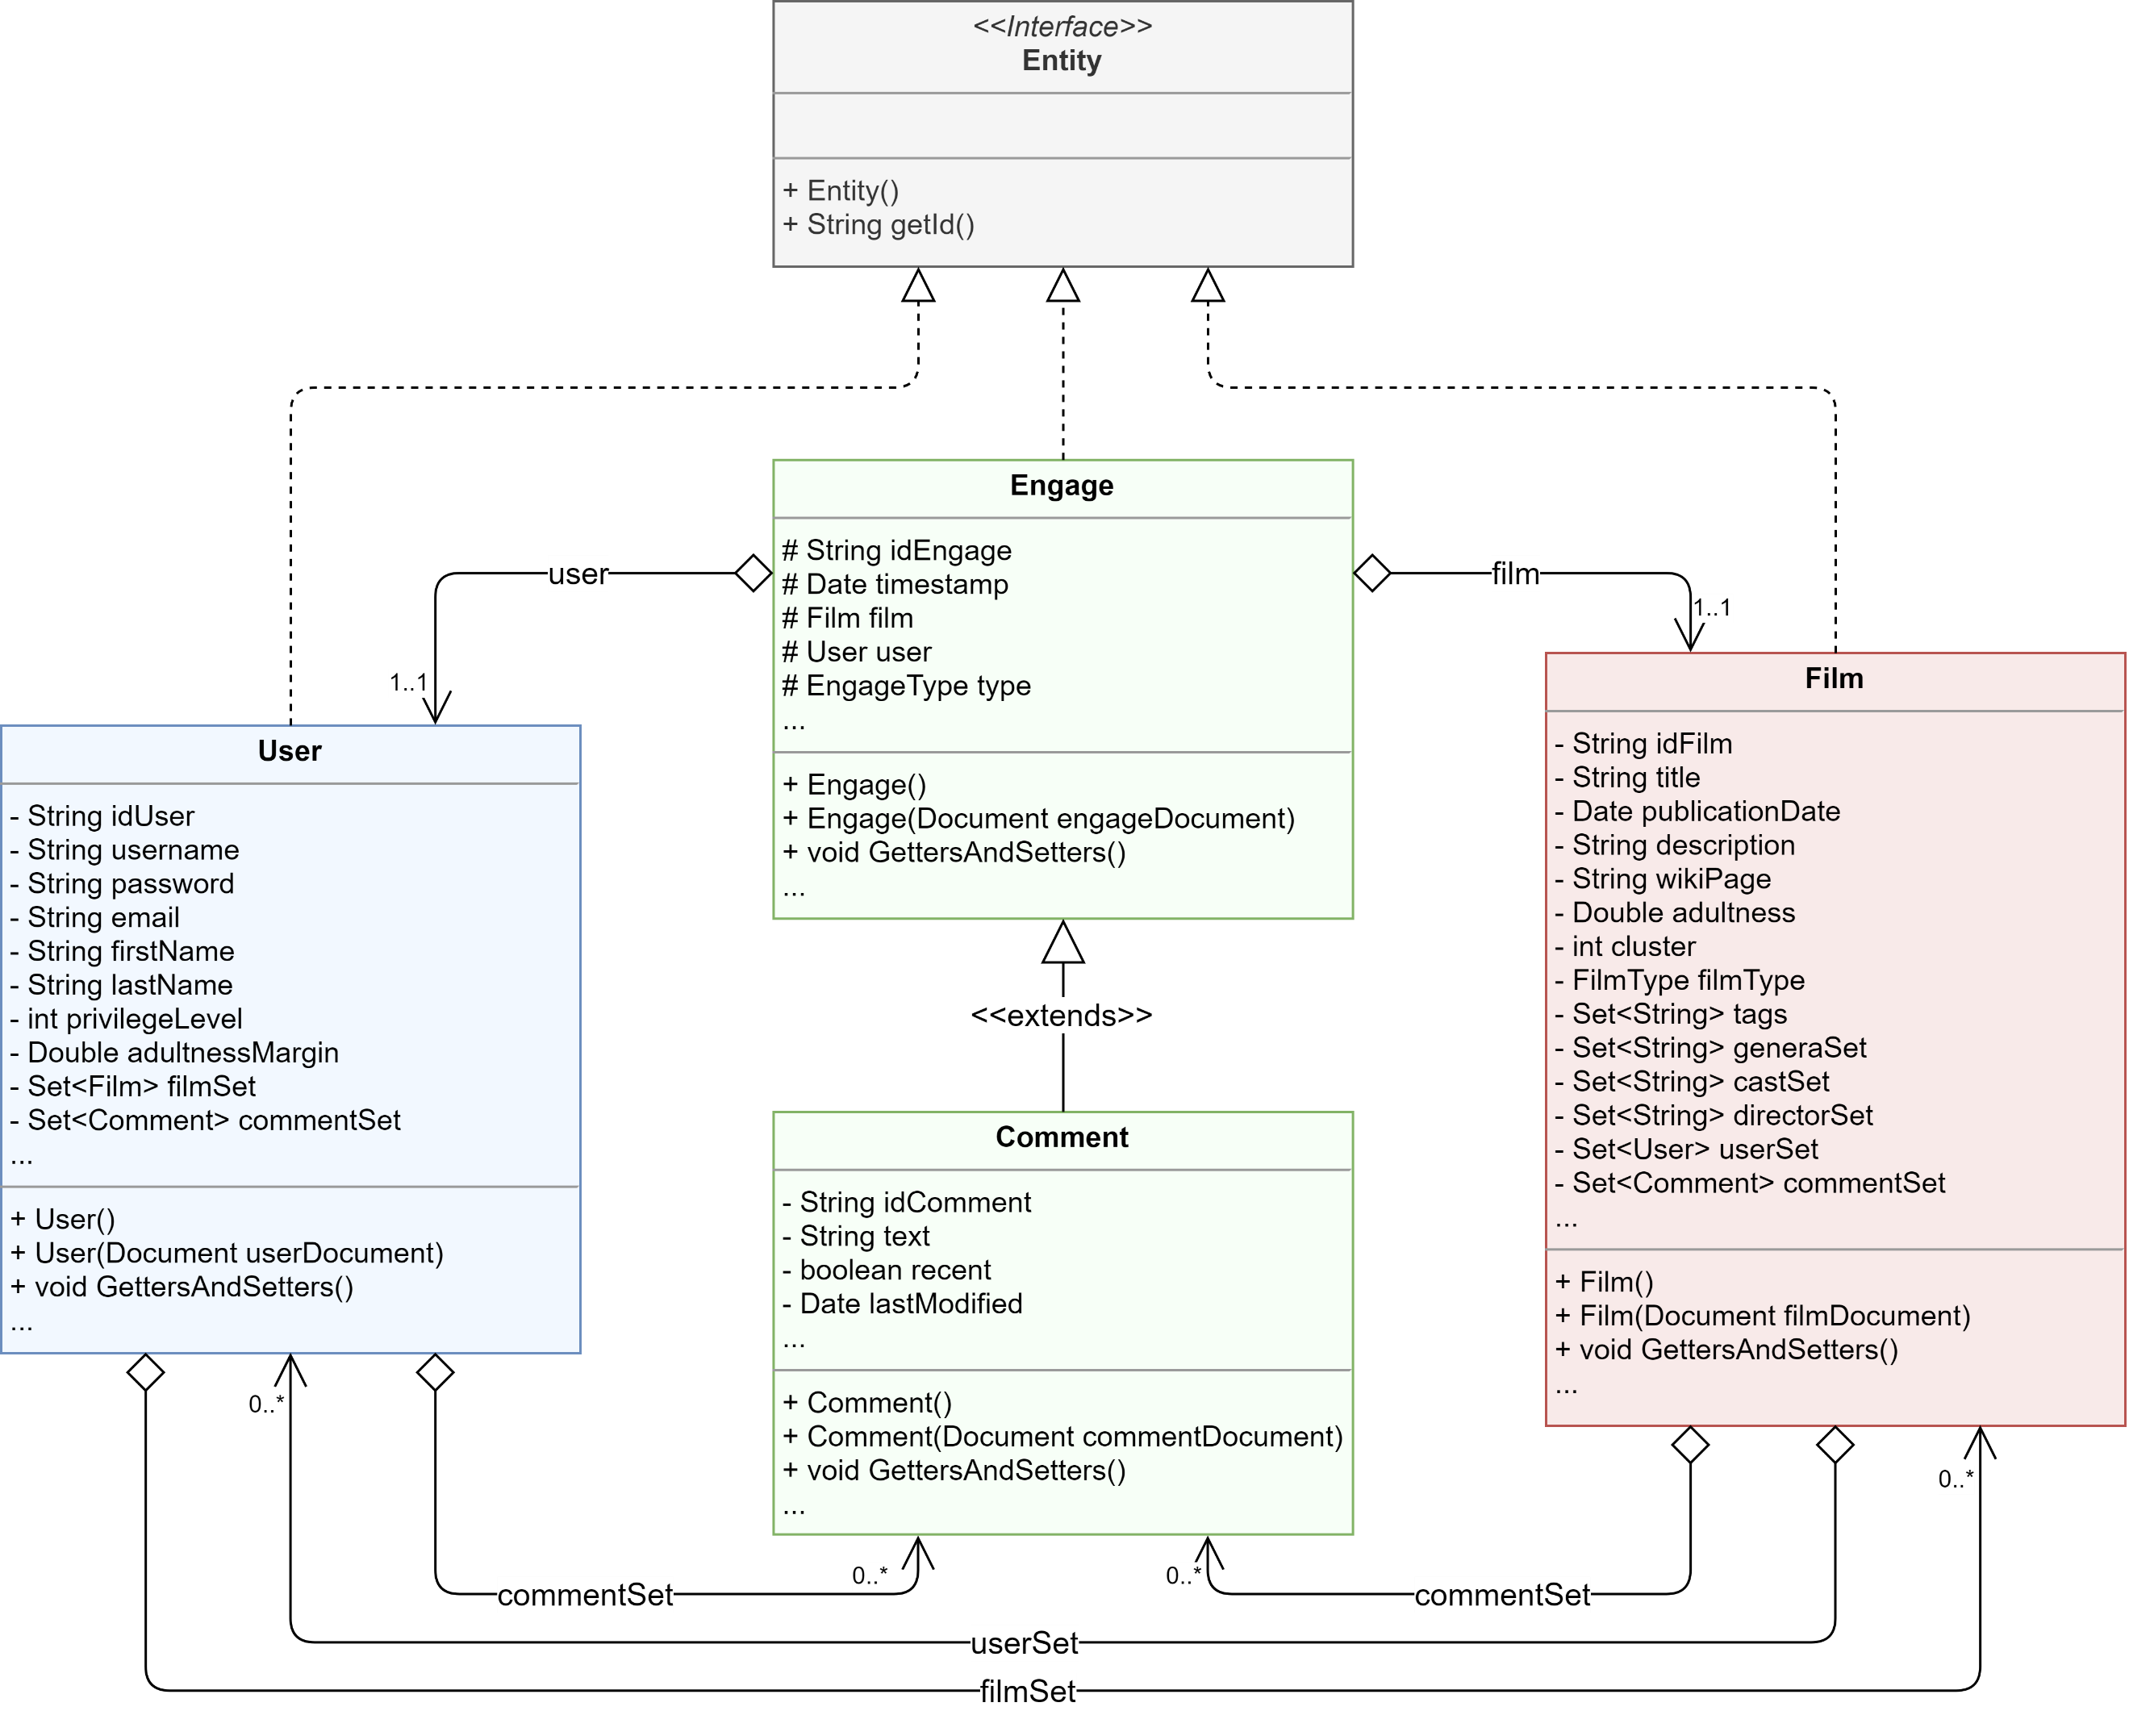 <<Interface>>
Entity
+ Entity()
+ String getId()
Engage
# String idEngage
# Date timestamp
# Film film
# User user
# EngageType type
...
+ Engage()
+ Engage(Document engageDocument)
+ void GettersAndSetters()
...
user
1..1
film
1..1
User
- String idUser
- String username
- String password
- String email
- String firstName
- String lastName
- int privilegeLevel
- Double adultnessMargin
- Set<Film> filmSet
- Set<Comment> commentSet
...
+ User()
+ User(Document userDocument)
+ void GettersAndSetters()
...
<<extends>>
Comment
- String idComment
- String text
- boolean recent
- Date lastModified
...
+ Comment()
+ Comment(Document commentDocument)
+ void GettersAndSetters()
...
Film
- String idFilm
- String title
- Date publicationDate
- String description
- String wikiPage
- Double adultness
- int cluster
- FilmType filmType
- Set<String> tags
- Set<String> generaSet
- Set<String> castSet
- Set<String> directorSet
- Set<User> userSet
- Set<Comment> commentSet
...
+ Film()
+ Film(Document filmDocument)
+ void GettersAndSetters()
...
0..*
0..*
0..*
0..*
commentSet
commentSet
userSet
filmSet